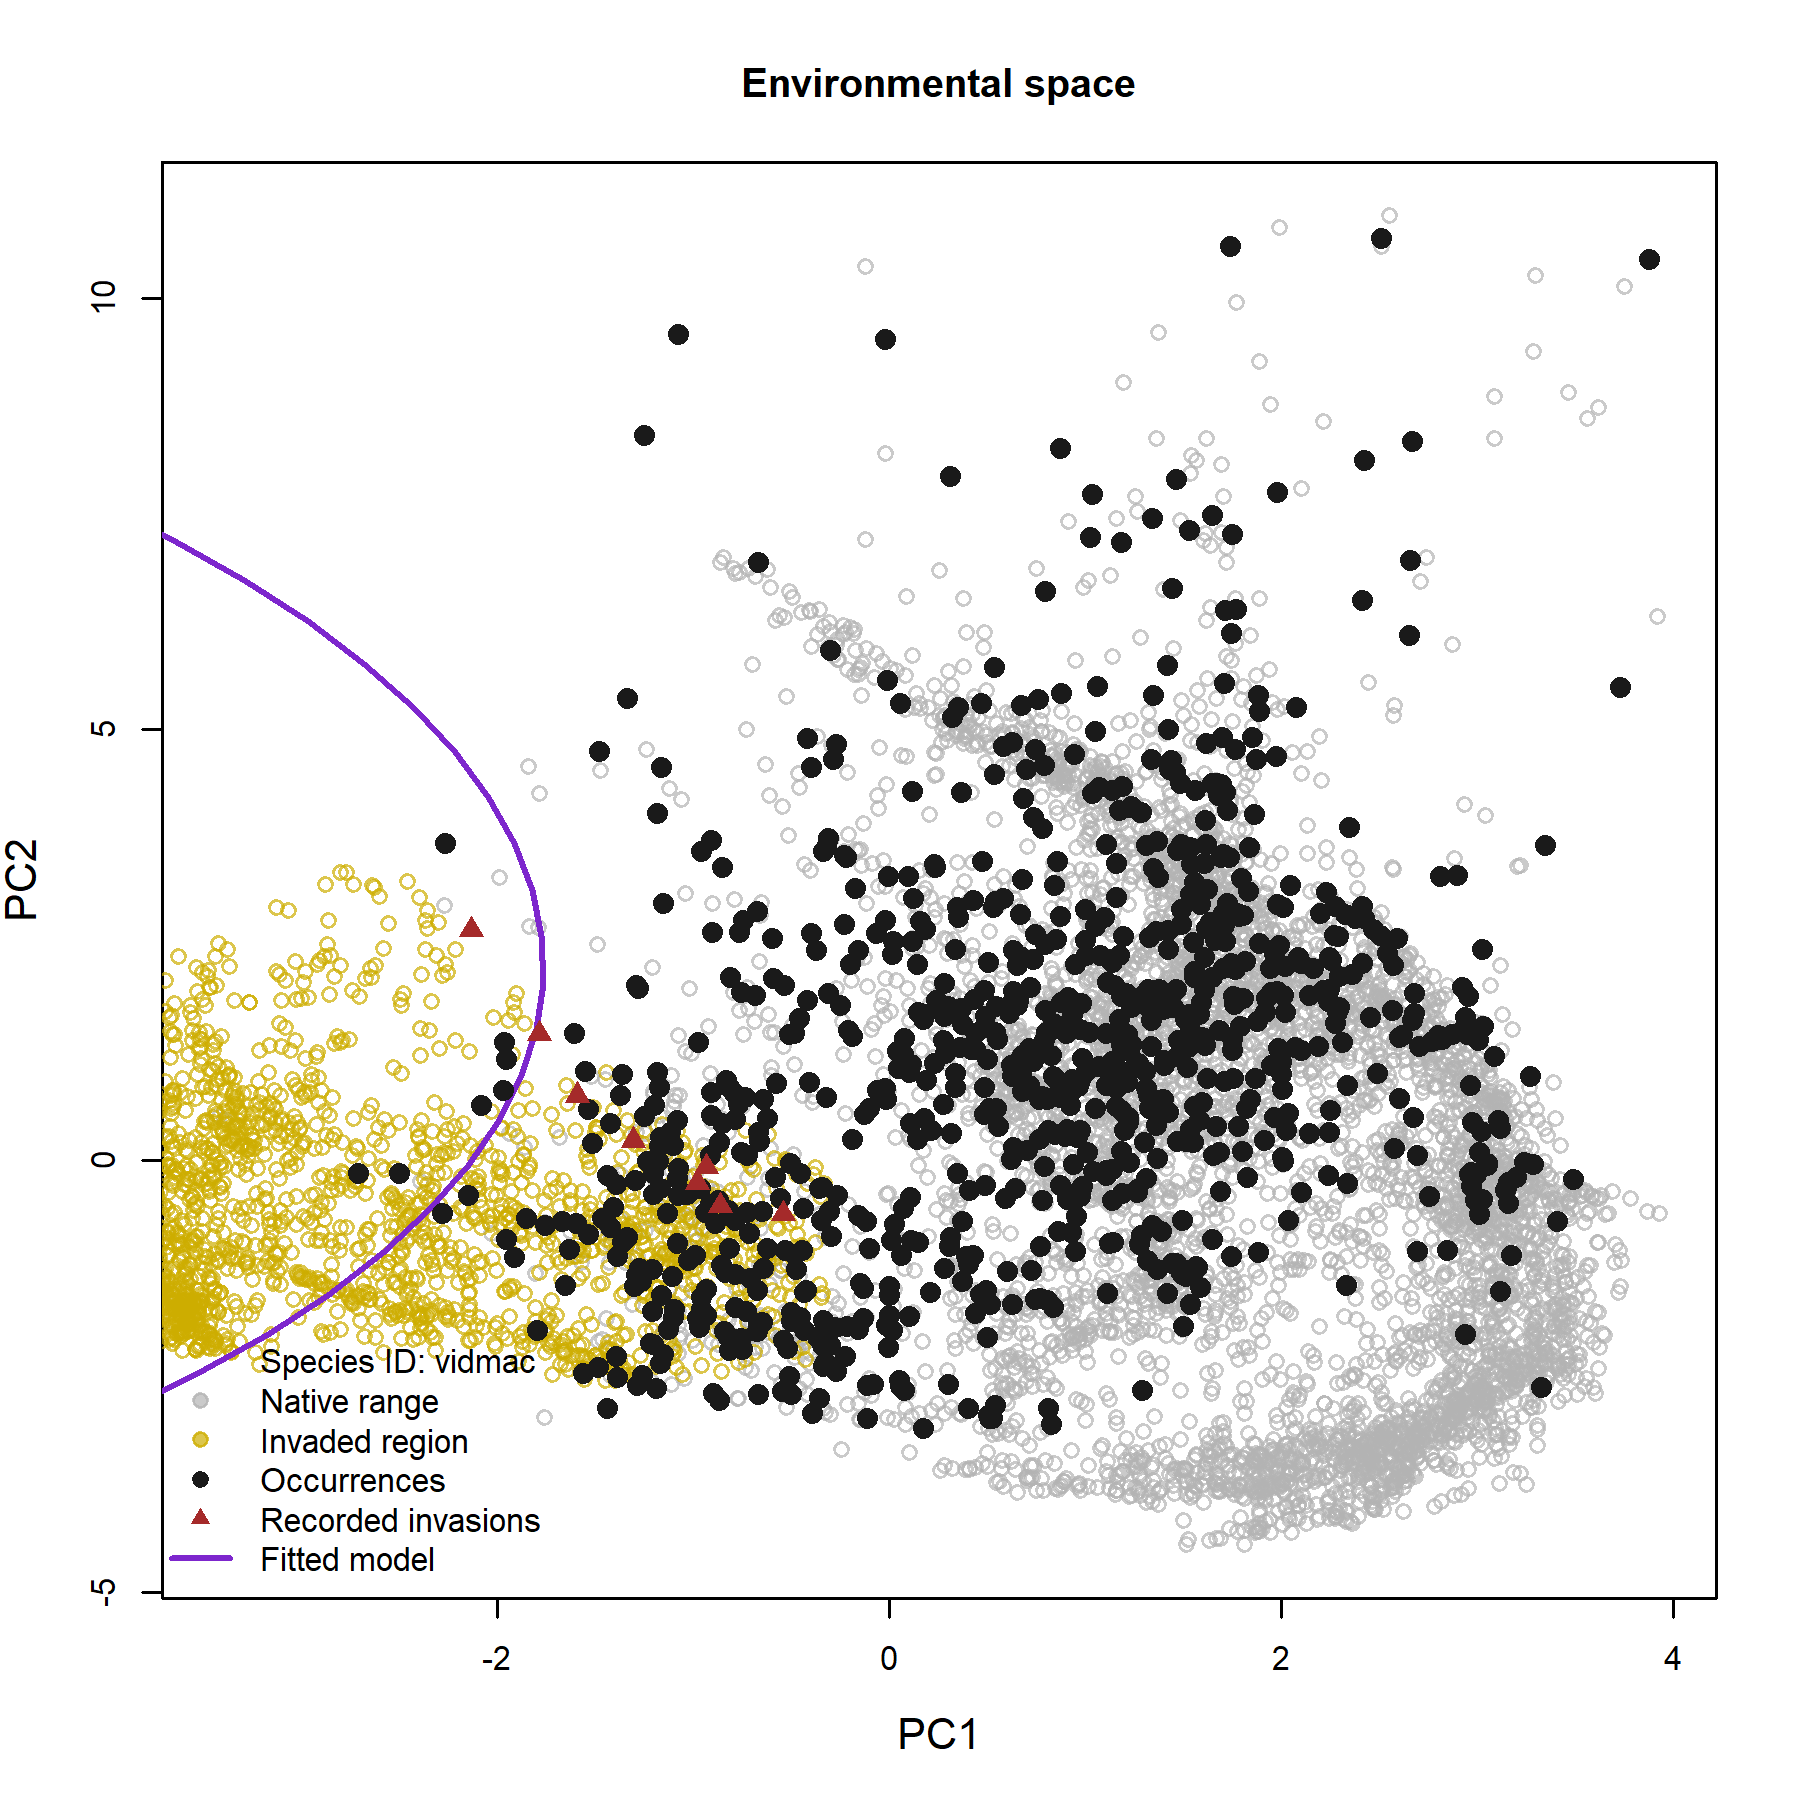 Environmental space
10
5
0
-5
PC2
Species ID: vidmac
Native range
Invaded region
Occurrences
Recorded invasions
Fitted model
-2
0
2
4
PC1